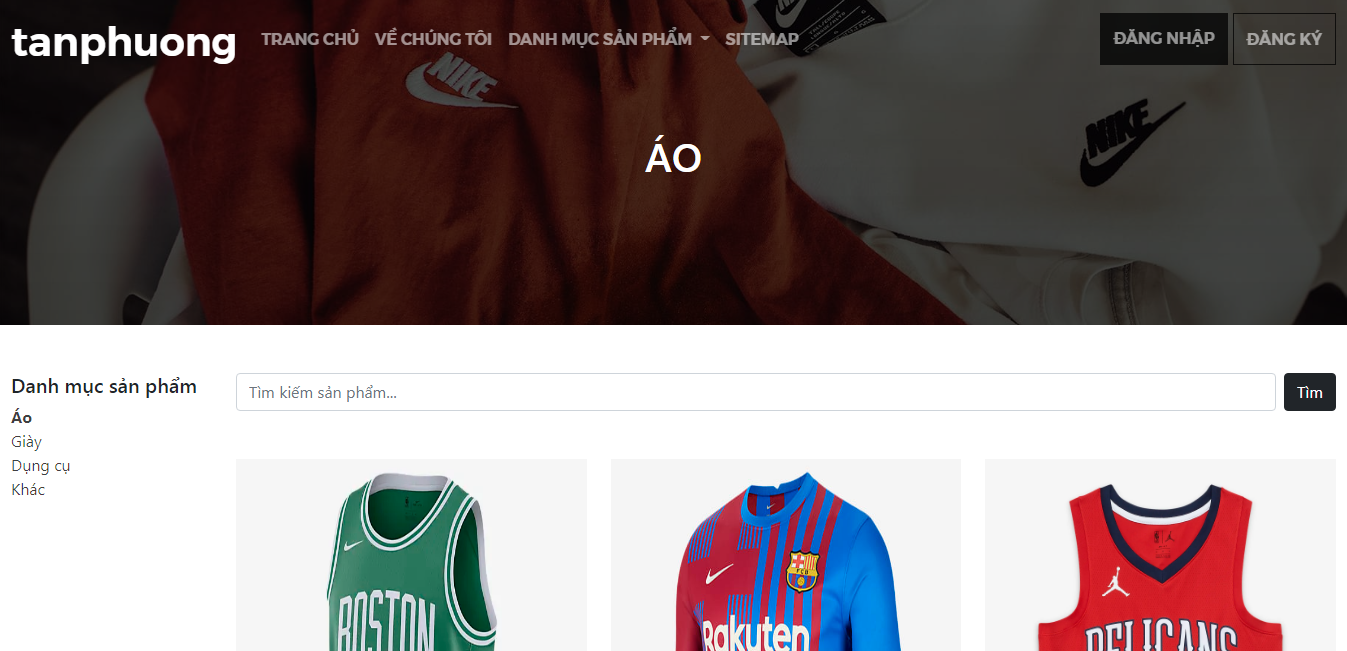 tanphuong
TRANG CHỦ
VỀ CHÚNG TÔI
DANH MỤC SẢN PHẨM
SITEMAP
ĐĂNG NHẬP
ĐĂNG KÝ
NIKE
NIKE
ÁO
Danh mục sản phẩm
Áo
Giày
Dụng cụ
Khác
Tìm kiếm sản phẩm...
Tìm
BOSTON
FCB
Rakuten
PELICANS